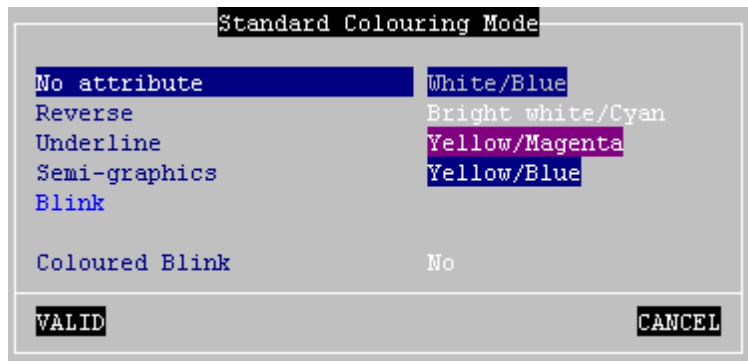 Standard Colouring Mode
No attribute White/Blue
Reverse Bright white/Cyan
Underline Yellow/Magenta
Semi-graphics Yellow/Blue
Blink
Coloured Blink No
VALID CANCEL